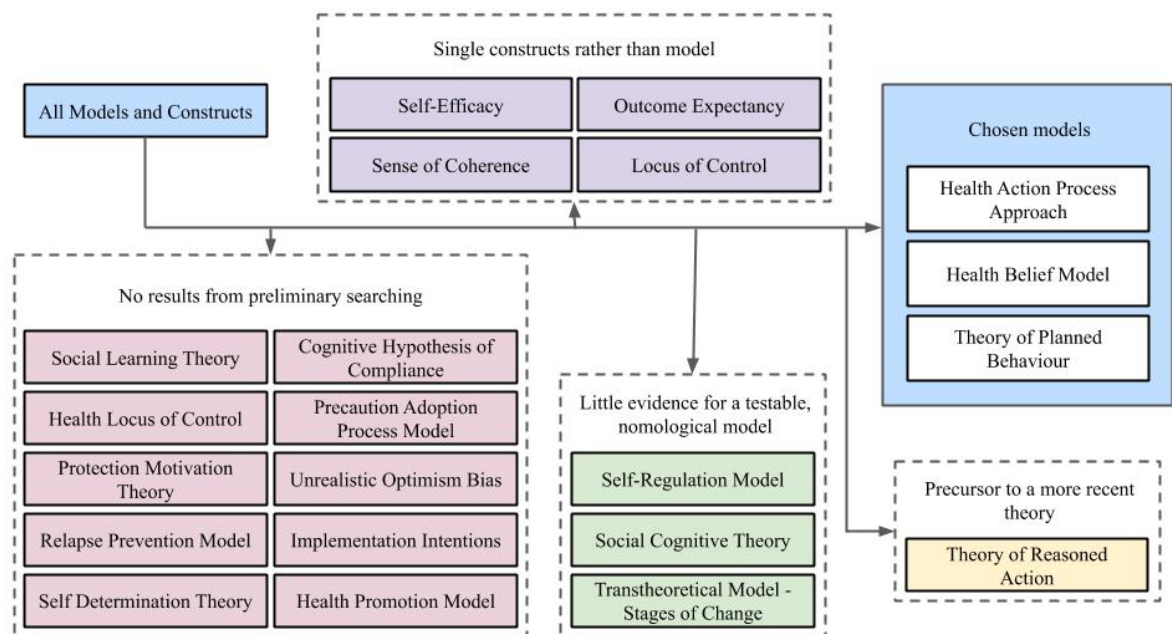 Single constructs rather than model
Self-Efficacy
Outcome Expectancy
Sense of Coherence
Locus of Control
All Models and Constructs
Chosen models
Health Action Process
Approach
Health Belief Model
Theory of Planned
Behaviour
No results from preliminary searching
Social Learning Theory
Cognitive Hypothesis of
Compliance
Health Locus of Control
Precaution Adoption
Process Model
Protection Motivation
Theory
Unrealistic Optimism Bias
Relapse Prevention Model
Implementation Intentions
Self Determination Theory
Health Promotion Model
Little evidence for a testable,
nomological model
Self-Regulation Model
Social Cognitive Theory
Transtheoretical Model -
Stages of Change
Precursor to a more recent
theory
Theory of Reasoned
Action